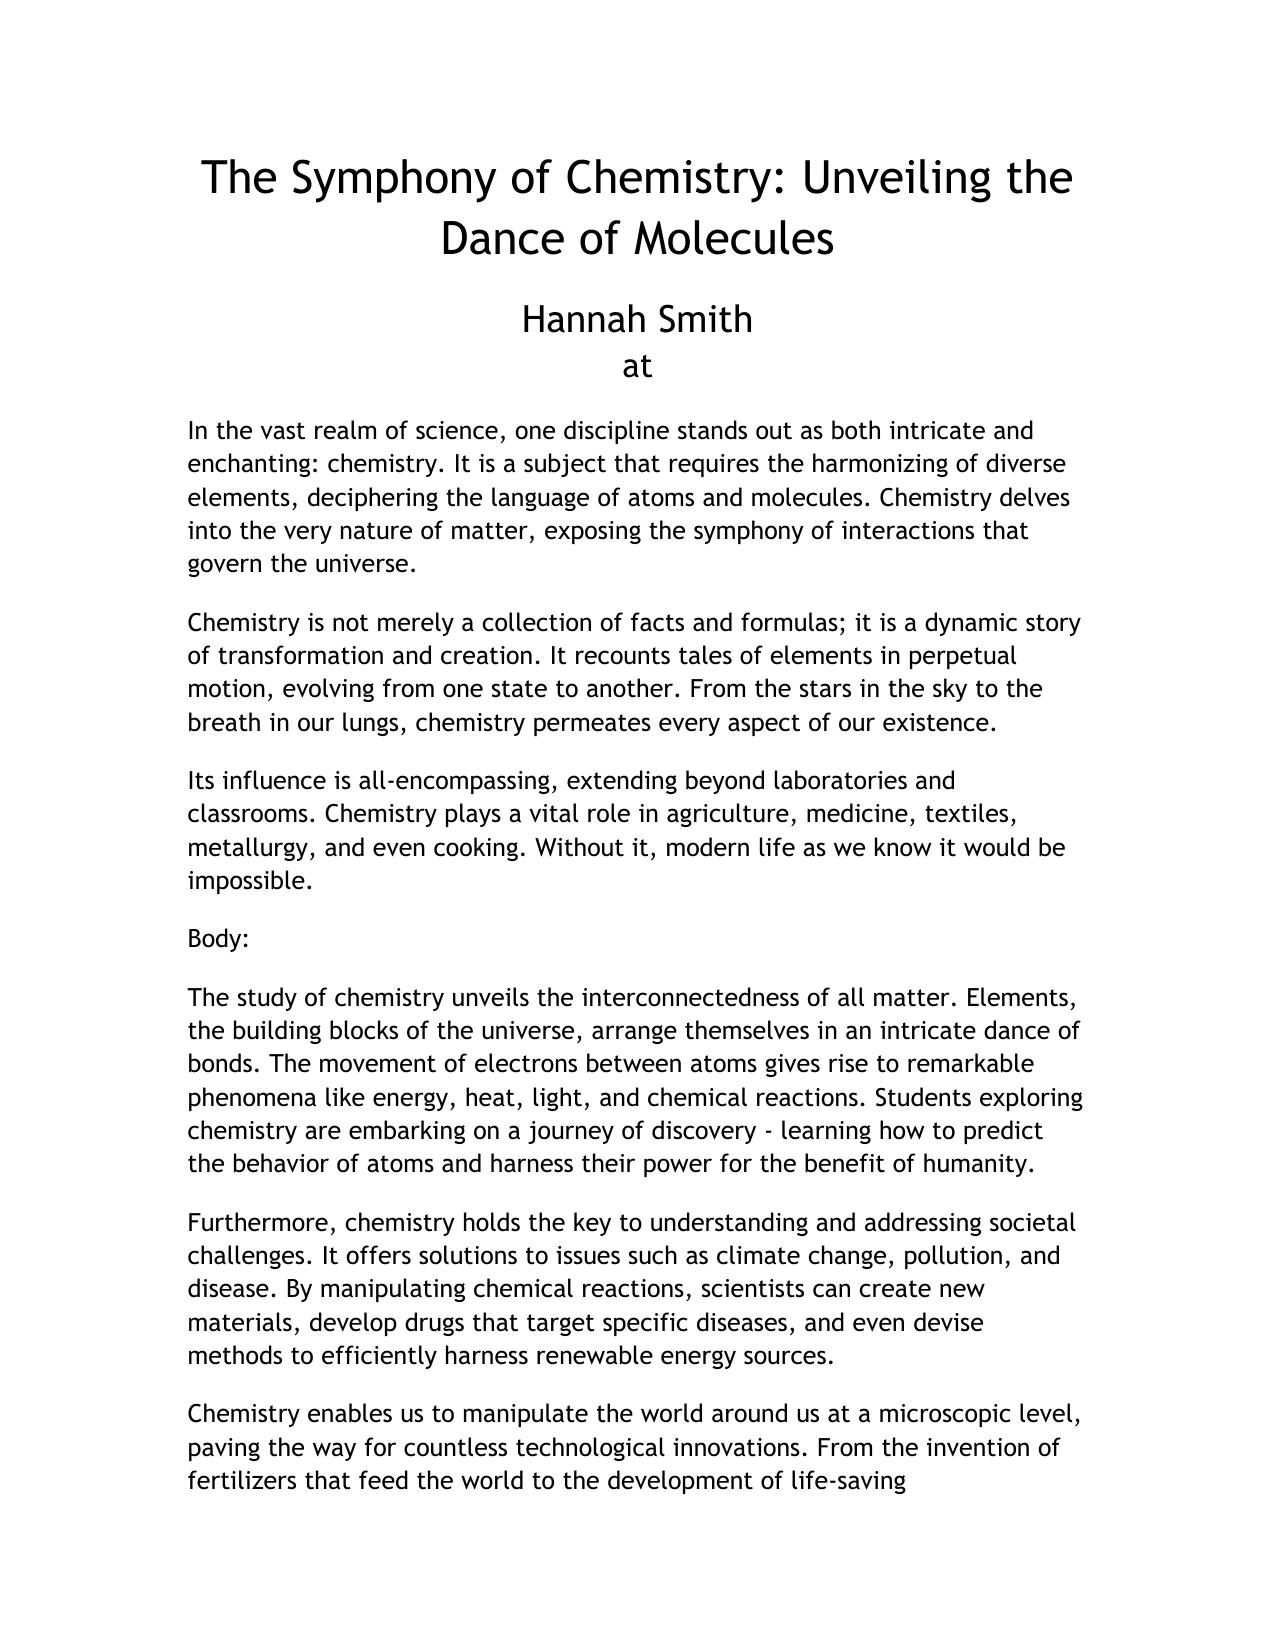 The Symphony of Chemistry: Unveiling the
Dance of Molecules
Hannah Smith
at
In the vast realm of science, one discipline stands out as both intricate and
enchanting: chemistry. It is a subject that requires the harmonizing of diverse
elements, deciphering the language of atoms and molecules. Chemistry delves
into the very nature of matter, exposing the symphony of interactions that
govern the universe.
Chemistry is not merely a collection of facts and formulas; it is a dynamic story
of transformation and creation. It recounts tales of elements in perpetual
motion, evolving from one state to another. From the stars in the sky to the
breath in our lungs, chemistry permeates every aspect of our existence.
Its influence is all-encompassing, extending beyond laboratories and
classrooms. Chemistry plays a vital role in agriculture, medicine, textiles,
metallurgy, and even cooking. Without it, modern life as we know it would be
impossible.
Body:
The study of chemistry unveils the interconnectedness of all matter. Elements,
the building blocks of the universe, arrange themselves in an intricate dance of
bonds. The movement of electrons between atoms gives rise to remarkable
phenomena like energy, heat, light, and chemical reactions. Students exploring
chemistry are embarking on a journey of discovery - learning how to predict
the behavior of atoms and harness their power for the benefit of humanity.
Furthermore, chemistry holds the key to understanding and addressing societal
challenges. It offers solutions to issues such as climate change, pollution, and
disease. By manipulating chemical reactions, scientists can create new
materials, develop drugs that target specific diseases, and even devise
methods to efficiently harness renewable energy sources.
Chemistry enables us to manipulate the world around us at a microscopic level,
paving the way for countless technological innovations. From the invention of
fertilizers that feed the world to the development of life-saving